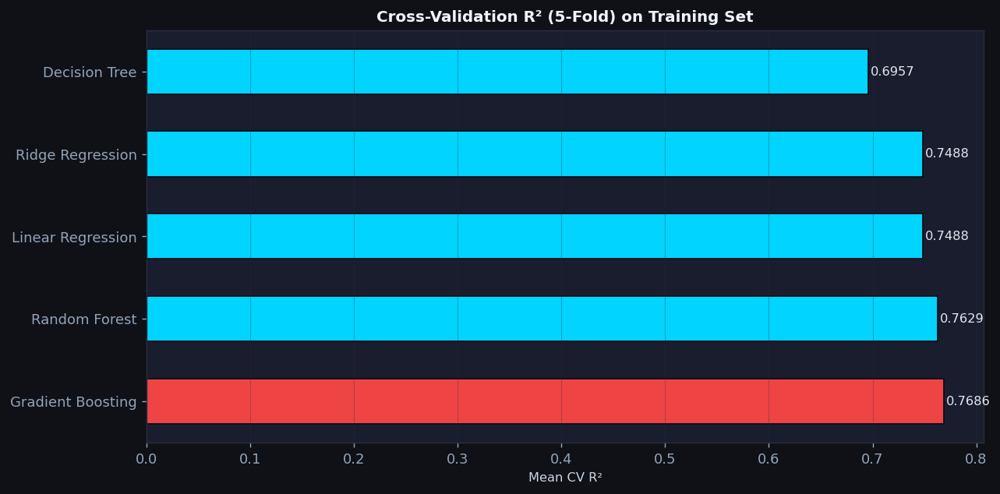 Cross-Validation R² (5-Fold) on Training Set
Decision Tree 0.6957
Ridge Regression 0.7488
Linear Regression 0.7488
Random Forest 0.7629
Gradient Boosting 0.7686
0.0 0.1 0.2 0.3 0.4 0.5 0.6 0.7 0.8
Mean CV R²